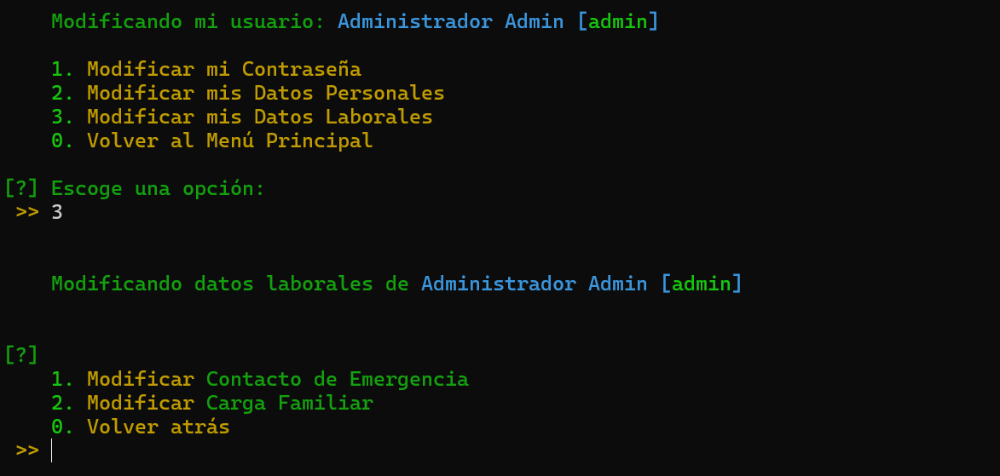 Modificando mi usuario: Administrador Admin [admin]
1. Modificar mi Contraseña
2. Modificar mis Datos Personales
3. Modificar mis Datos Laborales
0. Volver al Menú Principal
[?] Escoge una opción:
>> 3
Modificando datos laborales de Administrador Admin [admin]
[?]
1. Modificar Contacto de Emergencia
2. Modificar Carga Familiar
0. Volver atrás
>>